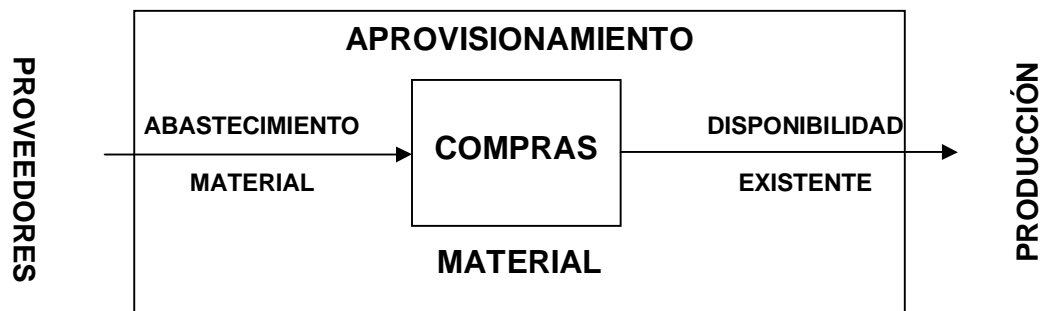 APROVISIONAMIENTO
PROVEEDORES
ABASTECIMIENTO
MATERIAL
COMPRAS
DISPONIBILIDAD
EXISTENTE
PRODUCCIÓN
MATERIAL